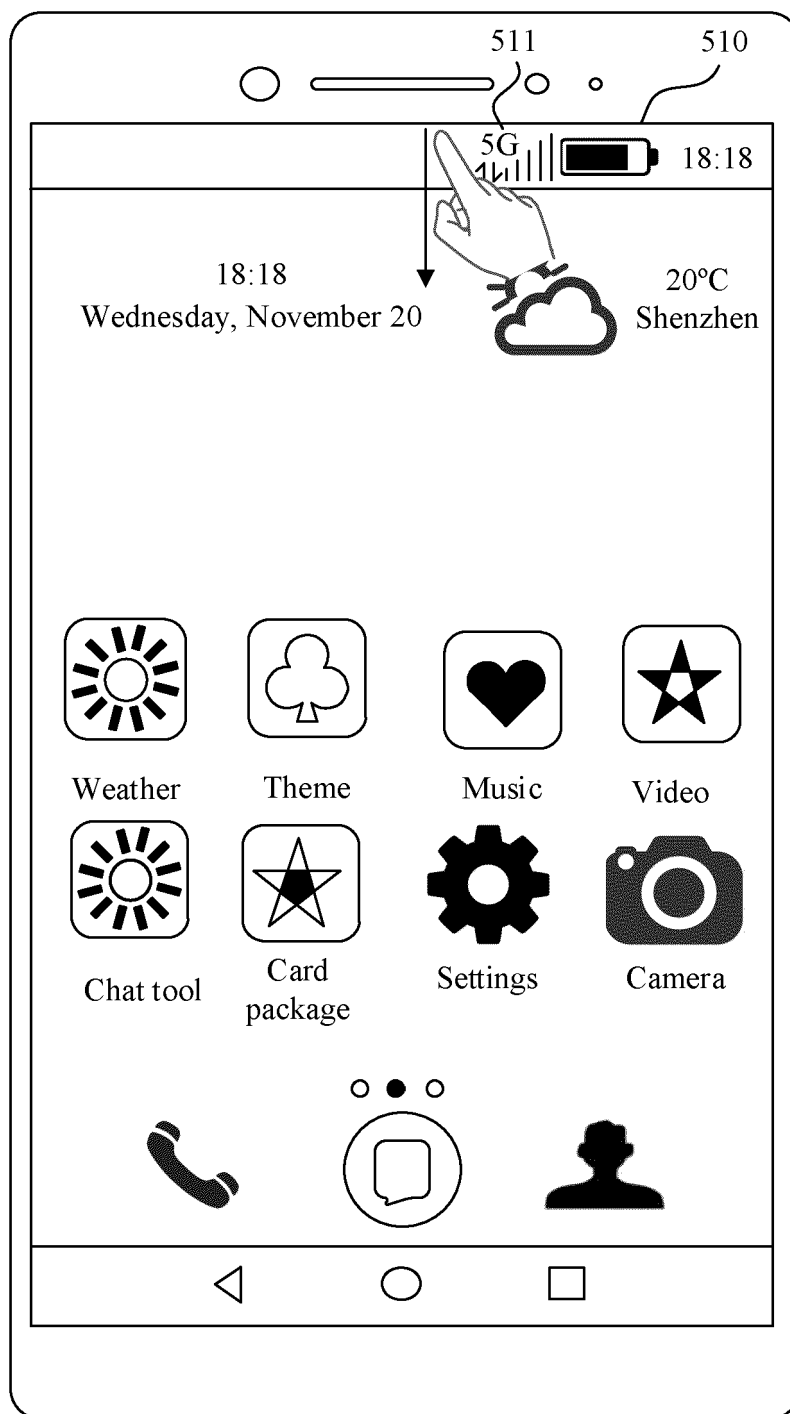 511
510
5G
18:18
18:18
Wednesday, November 20
20°C
Shenzhen
Weather
Theme
Music
Video
Chat tool
Card
package
Settings
Camera